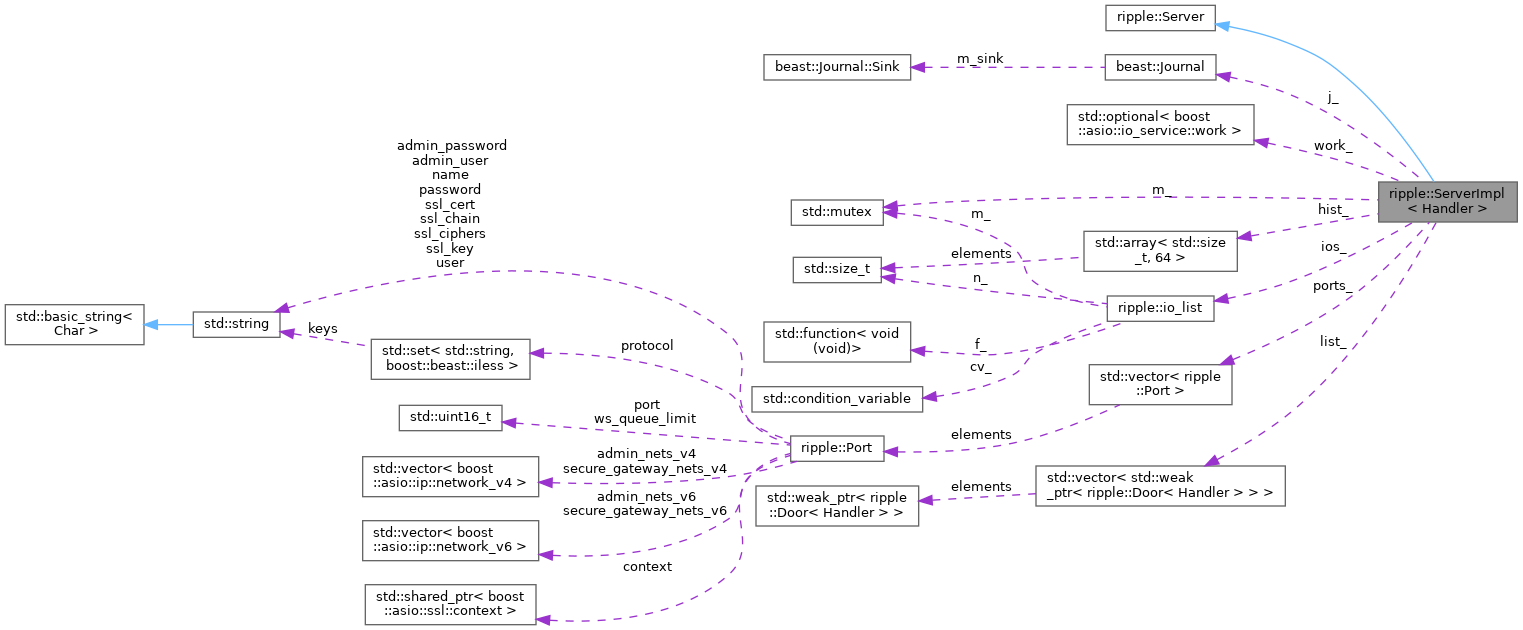 ripple::Server
beast::Journal::Sink
m_sink
beast::Journal
j_
std::optional< boost
::asio::io_service::work >
work_
ripple::ServerImpl
< Handler >
admin_password
admin_user
name
password
ssl_cert
ssl_chain
ssl_ciphers
ssl_key
user
std::mutex
m_
m_
hist_
std::array< std::size
_t, 64 >
elements
std::size_t
n_
ios_
ripple::io_list
ports_
std::basic_string<
Char >
std::string
keys
std::set< std::string,
boost::beast::iless >
protocol
std::function< void
(void)>
f_
cv_
std::condition_variable
list_
std::vector< ripple
::Port >
std::uint16_t
port
ws_queue_limit
ripple::Port
elements
std::vector< boost
::asio::ip::network_v4 >
admin_nets_v4
secure_gateway_nets_v4
admin_nets_v6
secure_gateway_nets_v6
std::weak_ptr< ripple
::Door< Handler > >
elements
std::vector< std::weak
_ptr< ripple::Door< Handler > > >
std::vector< boost
::asio::ip::network_v6 >
context
std::shared_ptr< boost
::asio::ssl::context >